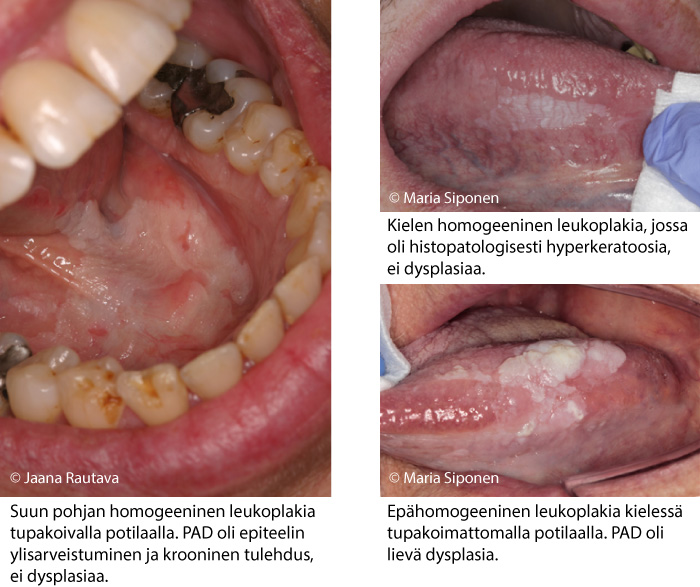 © Jaana Rautava
Suun pohjan homogeeninen leukoplakia
tupakoivalla potilaalla. PAD oli epiteelin
ylisarveistuminen ja krooninen tulehdus,
ei dysplasiaa.
© Maria Siponen
Kielen homogeeninen leukoplakia, jossa
oli histopatologisesti hyperkeratoosia,
ei dysplasiaa.
© Maria Siponen
Epähomogeeninen leukoplakia kielessä
tupakoimattomalla potilaalla. PAD oli
lievä dysplasia.